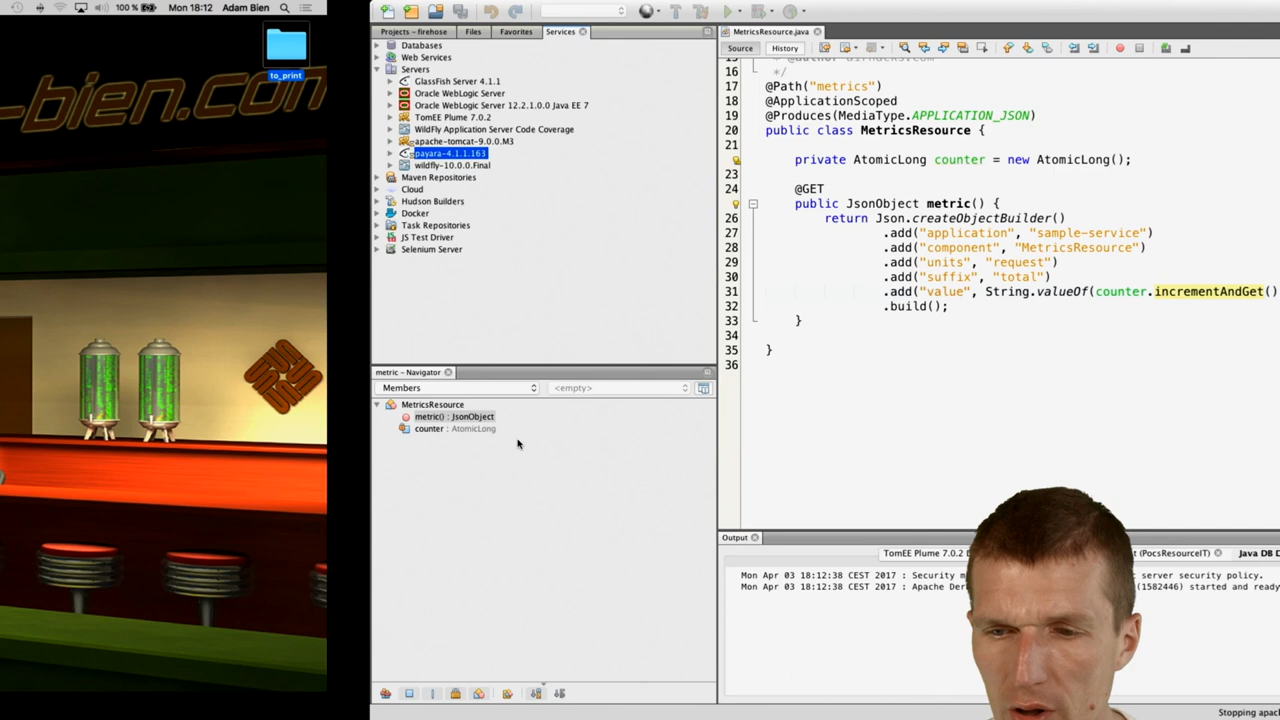 Mon 18:12 Adam Bien
100 %
to_print
-bien.com
Projects – firehose
Files
Favorites
Services
Databases
Web Services
Servers
GlassFish Server 4.1.1
Oracle WebLogic Server
Oracle WebLogic Server 12.2.1.0.0 Java EE 7
TomEE Plume 7.0.2
WildFly Application Server Code Coverage
apache-tomcat-9.0.0.M3
payara-4.1.1.163
wildfly-10.0.0.Final
Maven Repositories
Cloud
Hudson Builders
Docker
Task Repositories
JS Test Driver
Selenium Server
metric – Navigator
Members
<empty>
MetricsResource
metric() : JsonObject
counter : AtomicLong
MetricsResource.java
Source
History
16 */
17 @Path("metrics")
18 @ApplicationScoped
19 @Produces(MediaType.APPLICATION_JSON)
20 public class MetricsResource {
21
private AtomicLong counter = new AtomicLong();
23
24 @GET
public JsonObject metric() {
26 return Json.createObjectBuilder()
27 .add("application", "sample-service")
28 .add("component", "MetricsResource")
29 .add("units", "request")
30 .add("suffix", "total")
31 .add("value", String.valueOf(counter.incrementAndGet()
32 .build();
33 }
34
35 }
36
Output
TomEE Plume 7.0.2
(PocsResourceIT)
Java DB D
Mon Apr 03 18:12:38 CEST 2017 : Security m
server security policy.
Mon Apr 03 18:12:38 CEST 2017 : Apache Der
(1582446) started and ready
Stopping apac